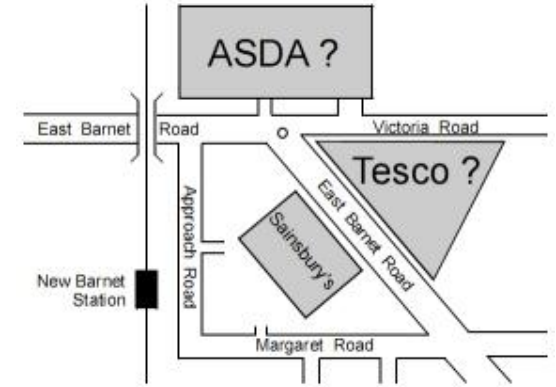 ASDA ?
East Barnet Road
Victoria Road
Tesco ?
East Barnet Road
Approach Road
Sainsbury's
New Barnet
Station
Margaret Road